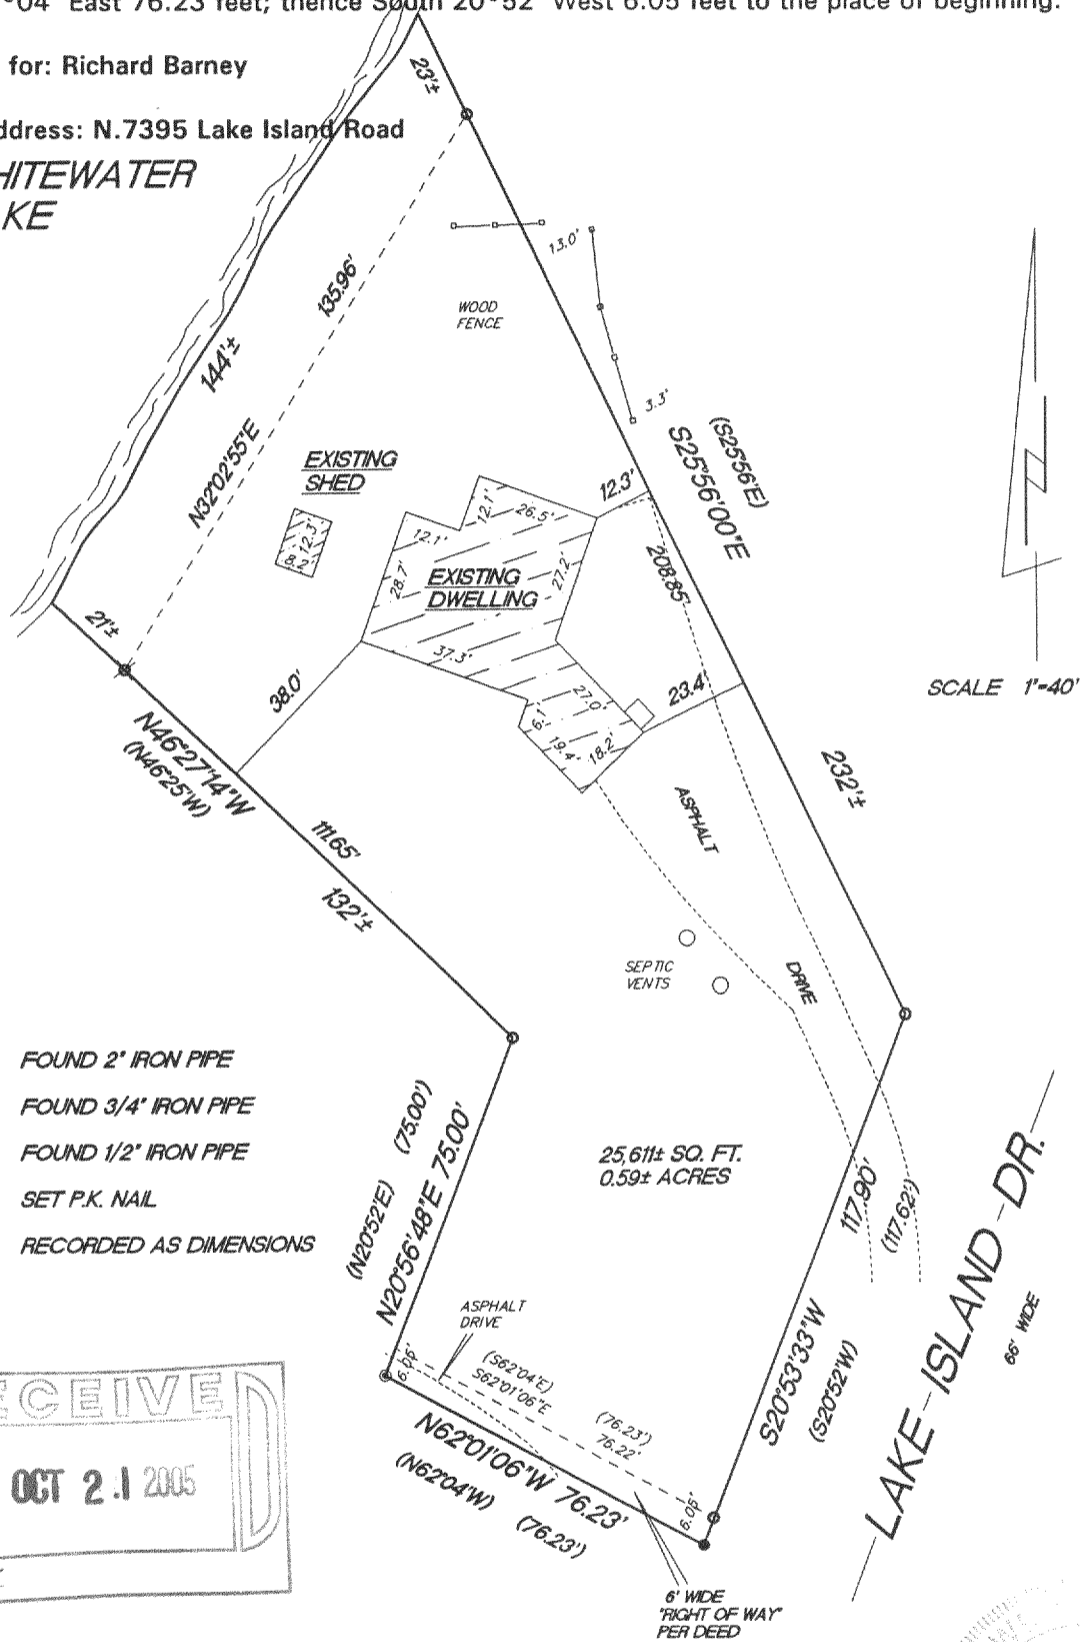 04' East 76.23 feet; thence South 20°52' West 6.05 feet to the place of beginning.
for: Richard Barney
ddress: N.7395 Lake Island Road
HITEWATER
KE
23'±
135.96'
144'±
N32°02'55"E
21'±
WOOD
FENCE
13.0'
3.3'
(S25°56'E)
S25°56'00"E
208.85'
232'±
SCALE 1"=40'
EXISTING
SHED
12.3'
8.2'
EXISTING
DWELLING
12.1'
26.5'
12.1'
28.7'
27.2'
37.3'
27.0'
6.1'
19.4'
18.2'
12.3'
23.4'
38.0'
N46°27'14"W
(N46°25'W)
111.65'
132'±
ASPHALT
DRIVE
SEPTIC
VENTS
FOUND 2" IRON PIPE
FOUND 3/4" IRON PIPE
FOUND 1/2" IRON PIPE
SET P.K. NAIL
RECORDED AS DIMENSIONS
(N20°52'E) (75.00')
N20°56'48"E 75.00'
25,611± SQ. FT.
0.59± ACRES
117.90'
(117.62')
S20°53'33"W
(S20°52'W)
LAKE ISLAND DR.
66' WIDE
ASPHALT
DRIVE
6.05'
(S62°04'E)
S62°01'06"E
(76.23')
76.22'
6.05'
N62°01'06"W 76.23'
(N62°04'W) (76.23')
6' WIDE
"RIGHT OF WAY"
PER DEED
ECEIVE
D
OCT 21 2005